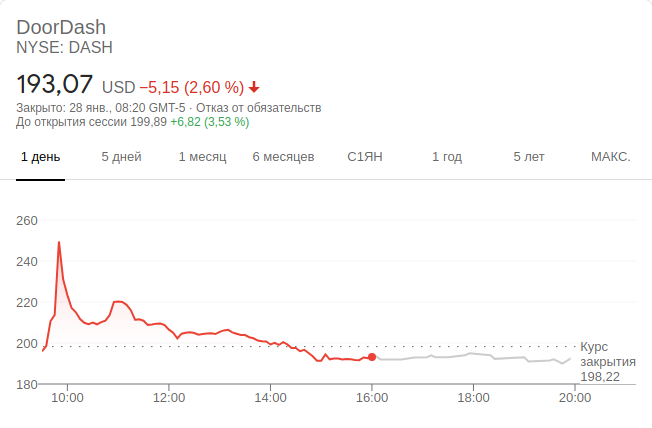 DoorDash
NYSE: DASH
193,07 USD −5,15 (2,60 %)
Закрыто: 28 янв., 08:20 GMT-5 · Отказ от обязательств
До открытия сессии 199,89 +6,82 (3,53 %)
1 день 5 дней 1 месяц 6 месяцев С1ЯН 1 год 5 лет МАКС.
260
240
220
200
Курс
закрытия
198,22
180
10:00 12:00 14:00 16:00 18:00 20:00